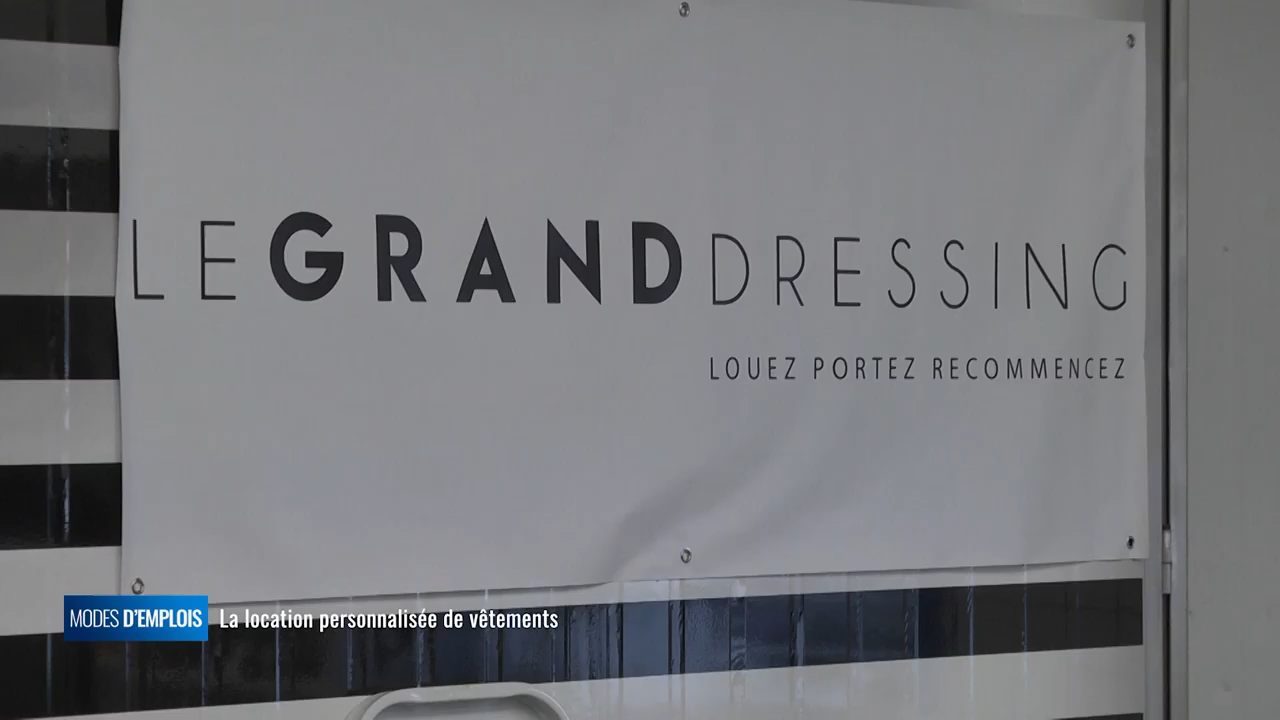 LEGRANDDRESSING
LOUEZ PORTEZ RECOMMENCEZ
MODES D'EMPLOIS La location personnalisée de vêtements